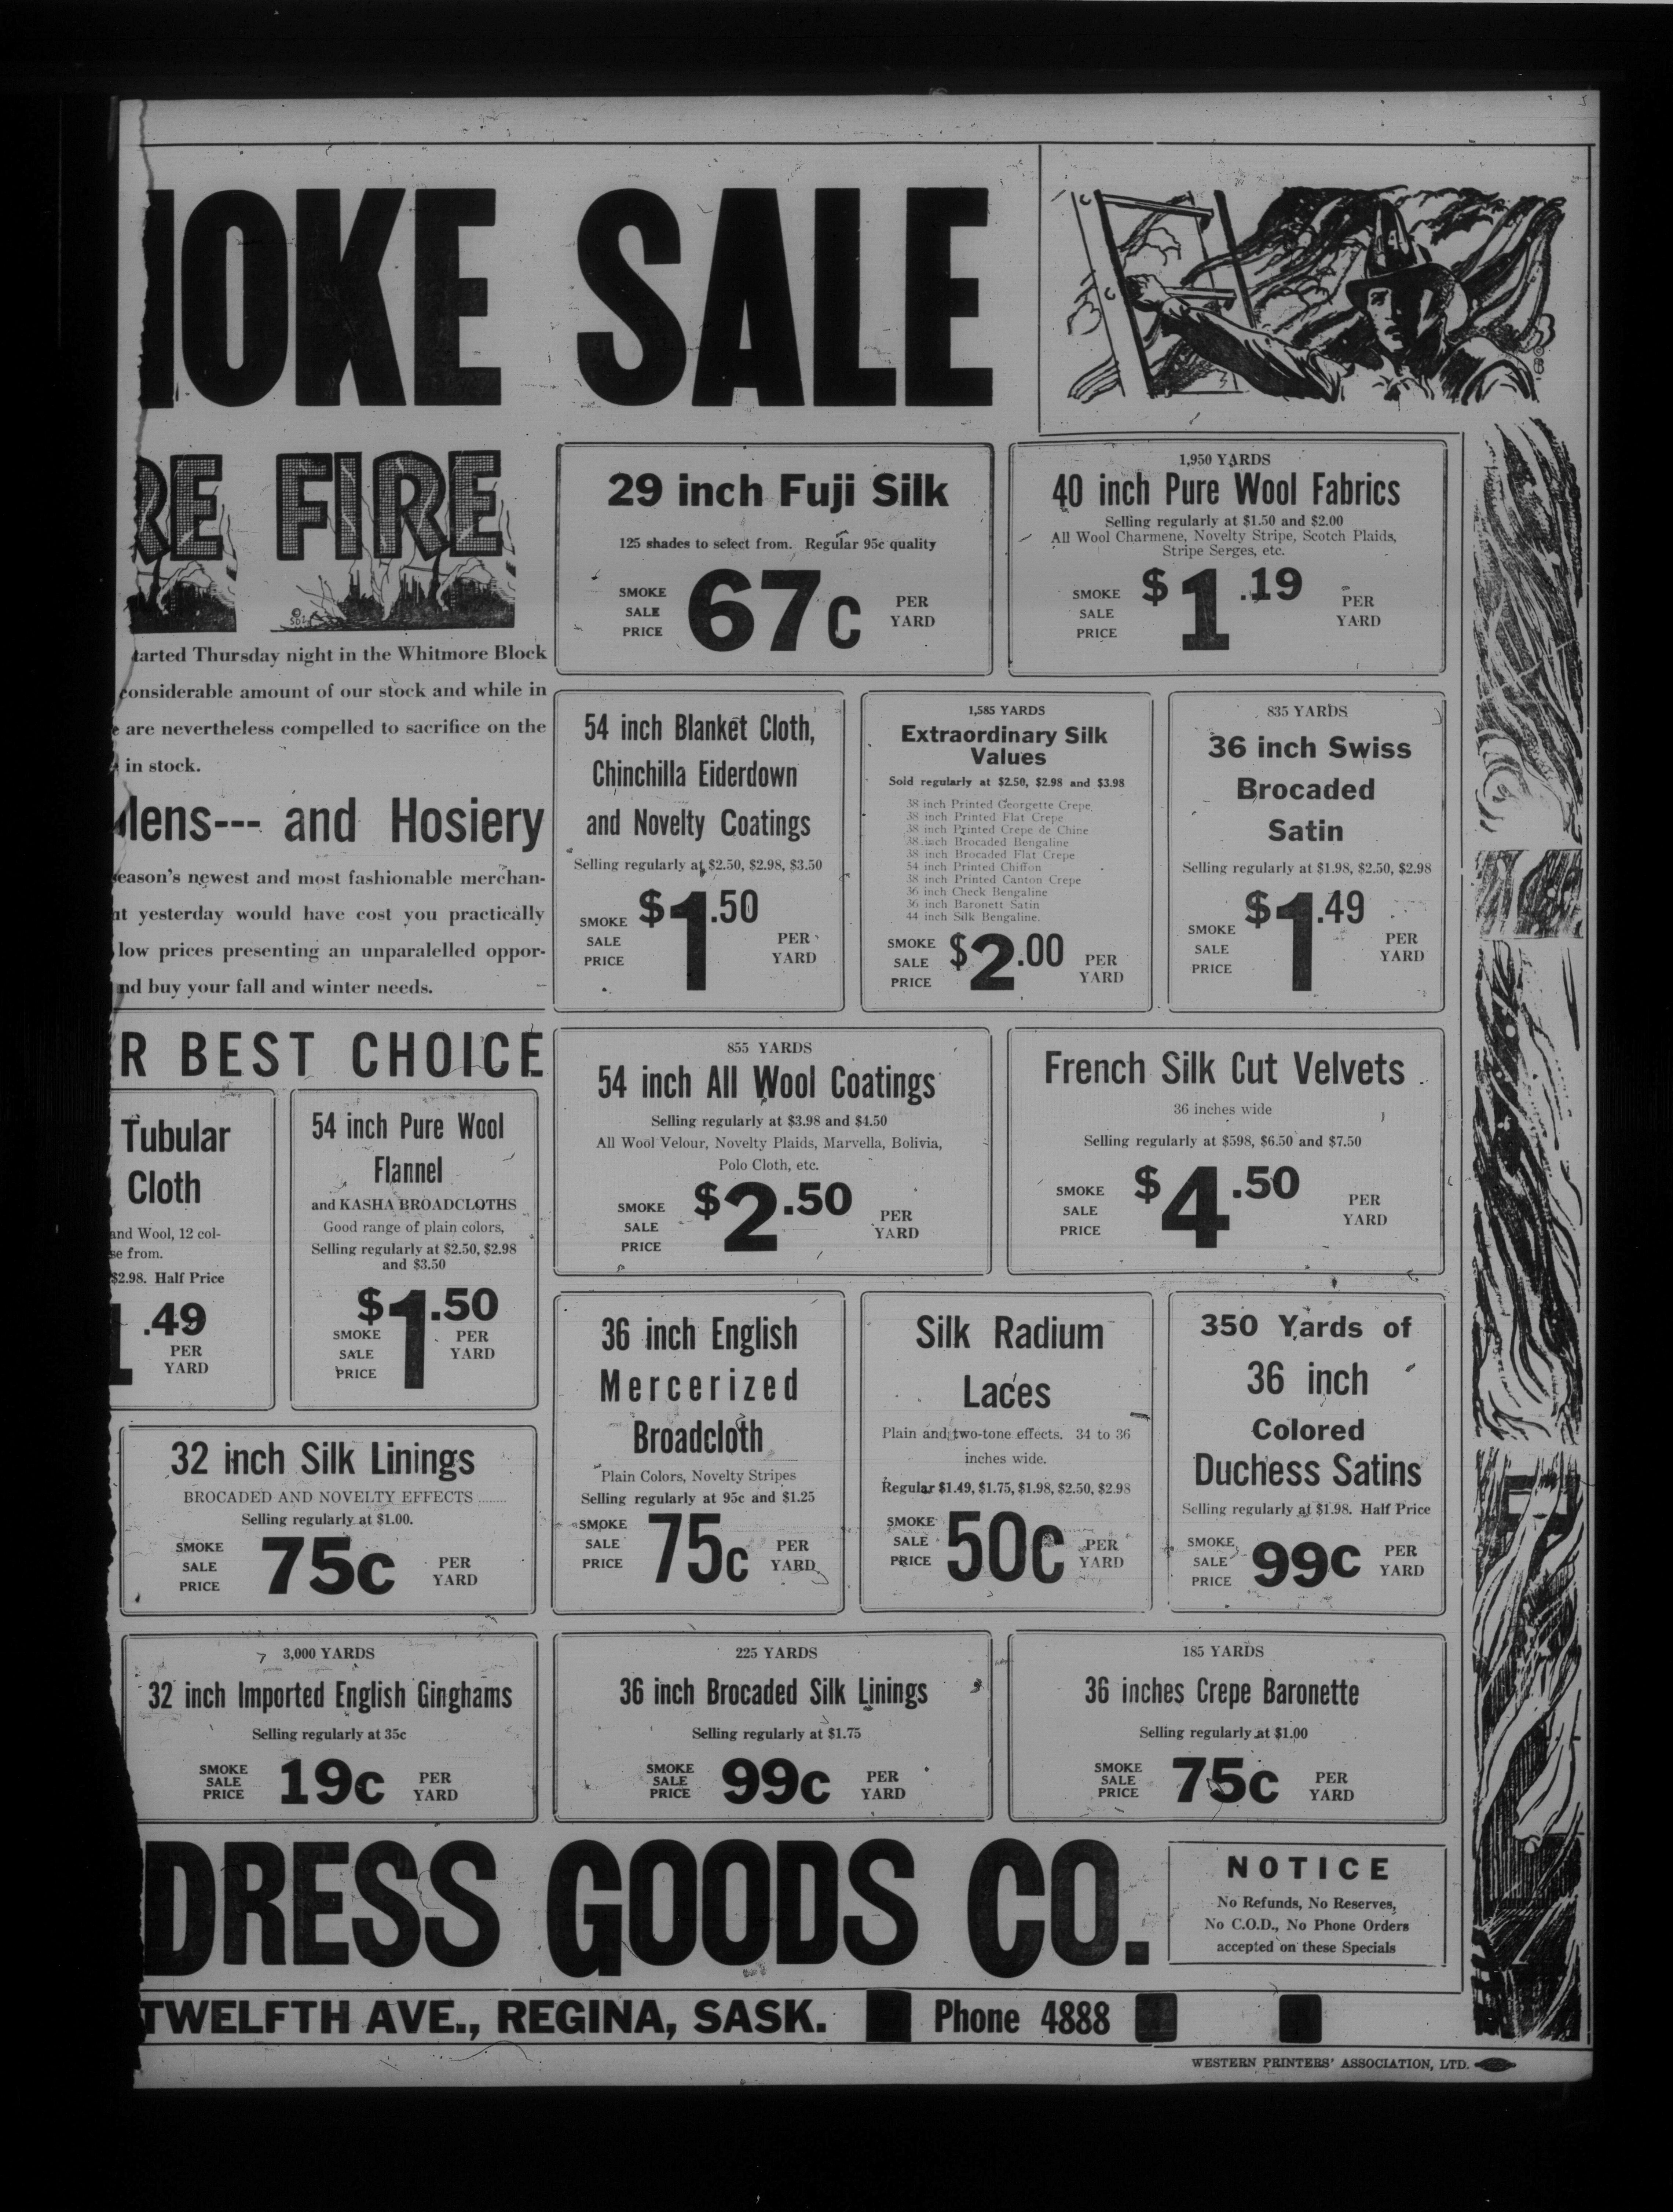 OKE SALE
RE FIRE
tarted Thursday night in the Whitmore Block
considerable amount of our stock and while in
are nevertheless compelled to sacrifice on the
in stock.
ens--- and Hosiery
eason's newest and most fashionable merchan-
at yesterday would have cost you practically
low prices presenting an unparalelled oppor-
nd buy your fall and winter needs.
R BEST CHOICE
Tubular
Cloth
and Wool, 12 col-
se from.
$2.98. Half Price
1.49
PER
YARD
54 inch Pure Wool
Flannel
and KASHA BROADCLOTHS
Good range of plain colors,
Selling regularly at $2.50, $2.98
and $3.50
SMOKE
SALE
PRICE
$1.50
PER
YARD
32 inch Silk Linings
BROCADED AND NOVELTY EFFECTS ........
Selling regularly at $1.00.
SMOKE
SALE
PRICE
75c
PER
YARD
3,000 YARDS
32 inch Imported English Ginghams
Selling regularly at 35c
SMOKE
SALE
PRICE
19c
PER
YARD
29 inch Fuji Silk
125 shades to select from. Regular 95c quality
SMOKE
SALE
PRICE
67c
PER
YARD
1,950 YARDS
40 inch Pure Wool Fabrics
Selling regularly at $1.50 and $2.00
All Wool Charmene, Novelty Stripe, Scotch Plaids,
Stripe Serges, etc.
SMOKE
SALE
PRICE
$1.19
PER
YARD
54 inch Blanket Cloth,
Chinchilla Eiderdown
and Novelty Coatings
Selling regularly at $2.50, $2.98, $3.50
SMOKE
SALE
PRICE
$1.50
PER
YARD
1,585 YARDS
Extraordinary Silk
Values
Sold regularly at $2.50, $2.98 and $3.98
38 inch Printed Georgette Crepe
38 inch Printed Flat Crepe
38 inch Printed Crepe de Chine
38 inch Brocaded Bengaline
38 inch Brocaded Flat Crepe
54 inch Printed Chiffon
38 inch Printed Canton Crepe
36 inch Check Bengaline
36 inch Baronett Satin
44 inch Silk Bengaline.
SMOKE
SALE
PRICE
$2.00
PER
YARD
835 YARDS
36 inch Swiss
Brocaded
Satin
Selling regularly at $1.98, $2.50, $2.98
SMOKE
SALE
PRICE
$1.49
PER
YARD
855 YARDS
54 inch All Wool Coatings
Selling regularly at $3.98 and $4.50
All Wool Velour, Novelty Plaids, Marvella, Bolivia,
Polo Cloth, etc.
SMOKE
SALE
PRICE
$2.50
PER
YARD
French Silk Cut Velvets
36 inches wide
Selling regularly at $598, $6.50 and $7.50
SMOKE
SALE
PRICE
$4.50
PER
YARD
36 inch English
Mercerized
Broadcloth
Plain Colors, Novelty Stripes
Selling regularly at 95c and $1.25
SMOKE
SALE
PRICE
75c
PER
YARD
Silk Radium
Laces
Plain and two-tone effects. 34 to 36
inches wide.
Regular $1.49, $1.75, $1.98, $2.50, $2.98
SMOKE
SALE
PRICE
50c
PER
YARD
350 Yards of
36 inch
Colored
Duchess Satins
Selling regularly at $1.98. Half Price
SMOKE
SALE
PRICE
99c
PER
YARD
225 YARDS
36 inch Brocaded Silk Linings
Selling regularly at $1.75
SMOKE
SALE
PRICE
99c
PER
YARD
185 YARDS
36 inches Crepe Baronette
Selling regularly at $1.00
SMOKE
SALE
PRICE
75c
PER
YARD
DRESS GOODS CO.
NOTICE
No Refunds, No Reserves,
No C.O.D., No Phone Orders
accepted on these Specials
TWELFTH AVE., REGINA, SASK. Phone 4888
WESTERN PRINTERS' ASSOCIATION, LTD.